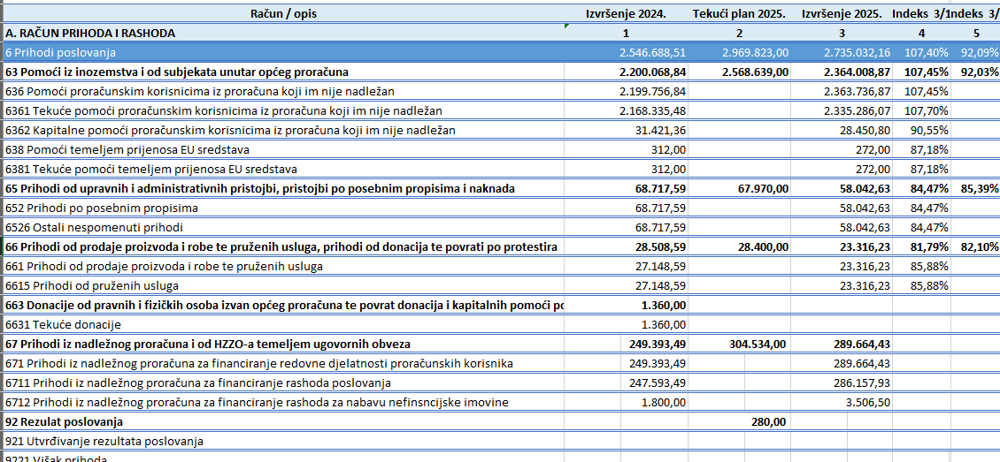 Račun / opis Izvršenje 2024. Tekući plan 2025. Izvršenje 2025. Indeks 3/1 Indeks 3/
A. RAČUN PRIHODA I RASHODA 1 2 3 4 5
6 Prihodi poslovanja 2.546.688,51 2.969.823,00 2.735.032,16 107,40% 92,09%
63 Pomoći iz inozemstva i od subjekata unutar općeg proračuna 2.200.068,84 2.568.639,00 2.364.008,87 107,45% 92,03%
636 Pomoći proračunskim korisnicima iz proračuna koji im nije nadležan 2.199.756,84 2.363.736,87 107,45%
6361 Tekuće pomoći proračunskim korisnicima iz proračuna koji im nije nadležan 2.168.335,48 2.335.286,07 107,70%
6362 Kapitalne pomoći proračunskim korisnicima iz proračuna koji im nije nadležan 31.421,36 28.450,80 90,55%
638 Pomoći temeljem prijenosa EU sredstava 312,00 272,00 87,18%
6381 Tekuće pomoći temeljem prijenosa EU sredstava 312,00 272,00 87,18%
65 Prihodi od upravnih i administrativnih pristojbi, pristojbi po posebnim propisima i naknada 68.717,59 67.970,00 58.042,63 84,47% 85,39%
652 Prihodi po posebnim propisima 68.717,59 58.042,63 84,47%
6526 Ostali nespomenuti prihodi 68.717,59 58.042,63 84,47%
66 Prihodi od prodaje proizvoda i robe te pruženih usluga, prihodi od donacija te povrati po protestira 28.508,59 28.400,00 23.316,23 81,79% 82,10%
661 Prihodi od prodaje proizvoda i robe te pruženih usluga 27.148,59 23.316,23 85,88%
6615 Prihodi od pruženih usluga 27.148,59 23.316,23 85,88%
663 Donacije od pravnih i fizičkih osoba izvan općeg proračuna te povrat donacija i kapitalnih pomoći po 1.360,00
6631 Tekuće donacije 1.360,00
67 Prihodi iz nadležnog proračuna i od HZZO-a temeljem ugovornih obveza 249.393,49 304.534,00 289.664,43
671 Prihodi iz nadležnog proračuna za financiranje redovne djelatnosti proračunskih korisnika 249.393,49 289.664,43
6711 Prihodi iz nadležnog proračuna za financiranje rashoda poslovanja 247.593,49 286.157,93
6712 Prihodi iz nadležnog proračuna za financiranje rashoda za nabavu nefinsncijske imovine 1.800,00 3.506,50
92 Rezulat poslovanja 280,00
921 Utvrđivanje rezultata poslovanja
9221 Višak prihoda